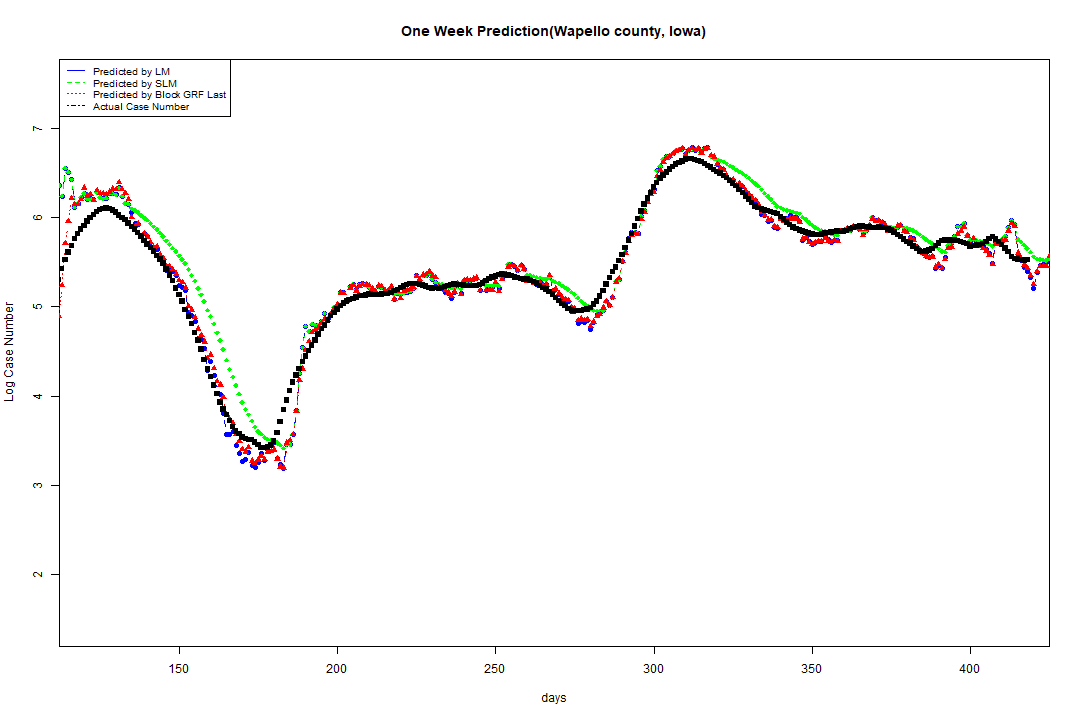 One Week Prediction(Wapello county, Iowa)
Predicted by LM
Predicted by SLM
Predicted by Block GRF Last
Actual Case Number
7
6
5
4
3
2
Log Case Number
150 200 250 300 350 400
days